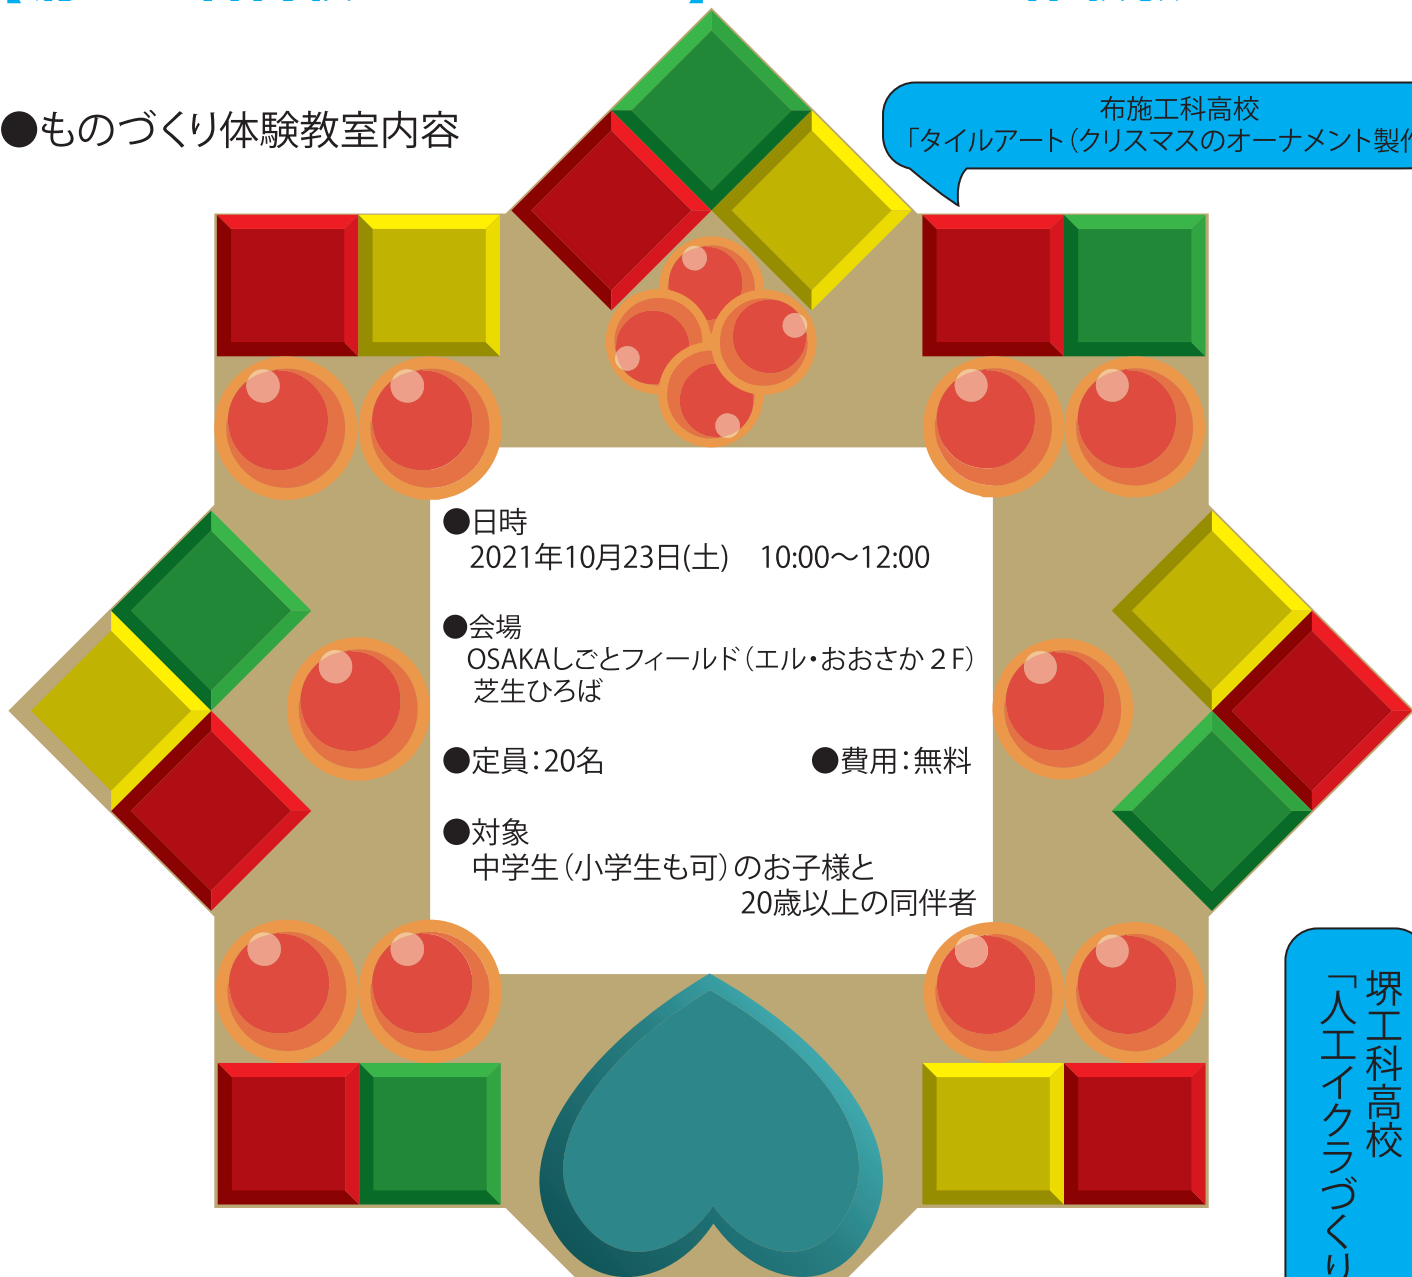 ●ものづくり体験教室内容
布施工科高校
「タイルアート（クリスマスのオーナメント製作
●日時
2021年10月23日(土)　10:00～12:00
●会場
OSAKAしごとフィールド（エル・おおさか２F）
芝生ひろば
●定員：20名　●費用：無料
●対象
中学生（小学生も可）のお子様と
20歳以上の同伴者
堺工科高校
「人工イクラづくり